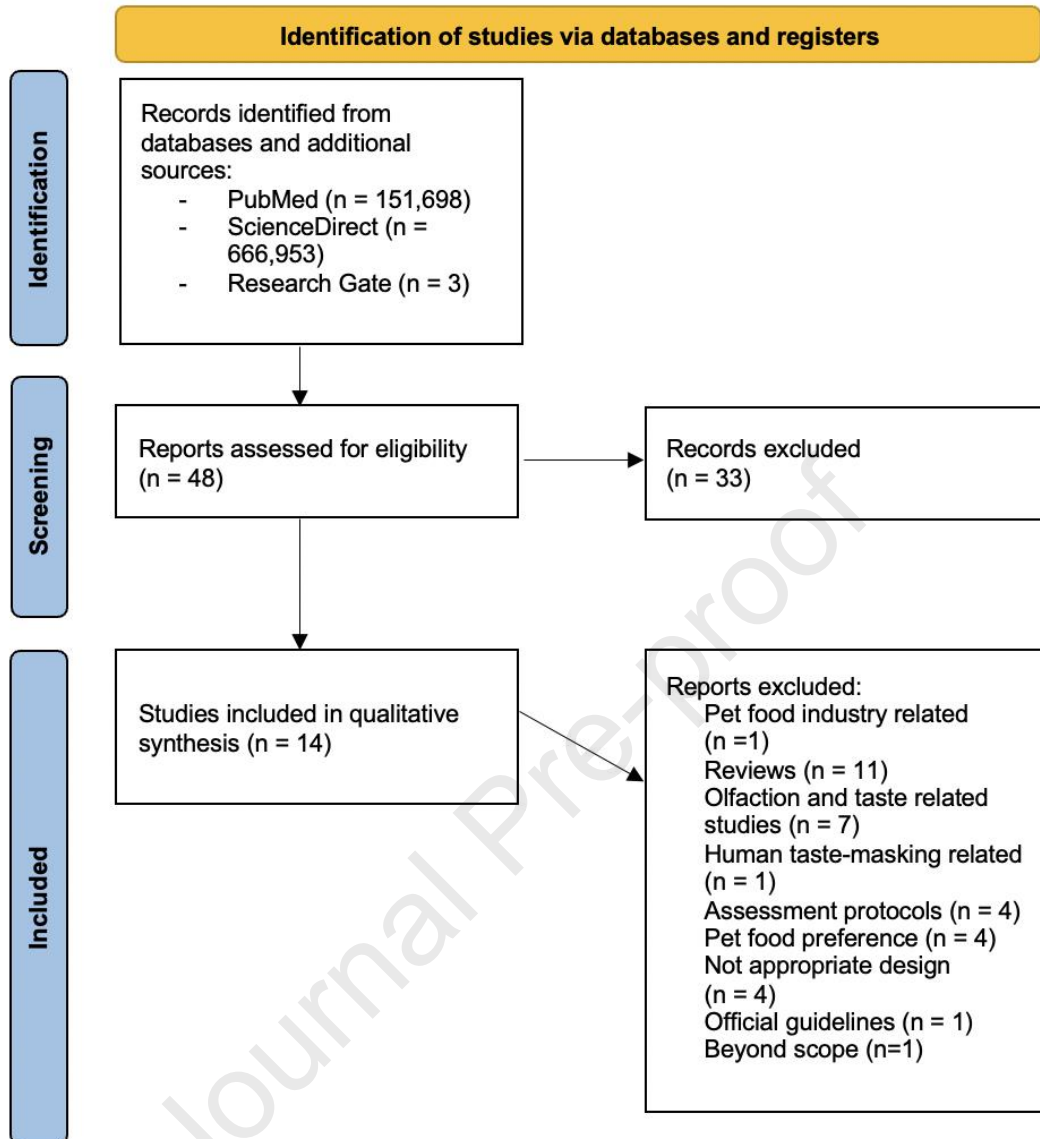 Identification of studies via databases and registers
Identification
Records identified from
databases and additional
sources:
- PubMed (n = 151,698)
- ScienceDirect (n =
666,953)
- Research Gate (n = 3)
Screening
Reports assessed for eligibility
(n = 48)
Records excluded
(n = 33)
Included
Studies included in qualitative
synthesis (n = 14)
Reports excluded:
Pet food industry related
(n =1)
Reviews (n = 11)
Olfaction and taste related
studies (n = 7)
Human taste-masking related
(n = 1)
Assessment protocols (n = 4)
Pet food preference (n = 4)
Not appropriate design
(n = 4)
Official guidelines (n = 1)
Beyond scope (n=1)
Journal Pre-proof